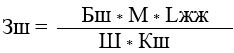 Зш = Бш * М * Lжж
Ш * Кш